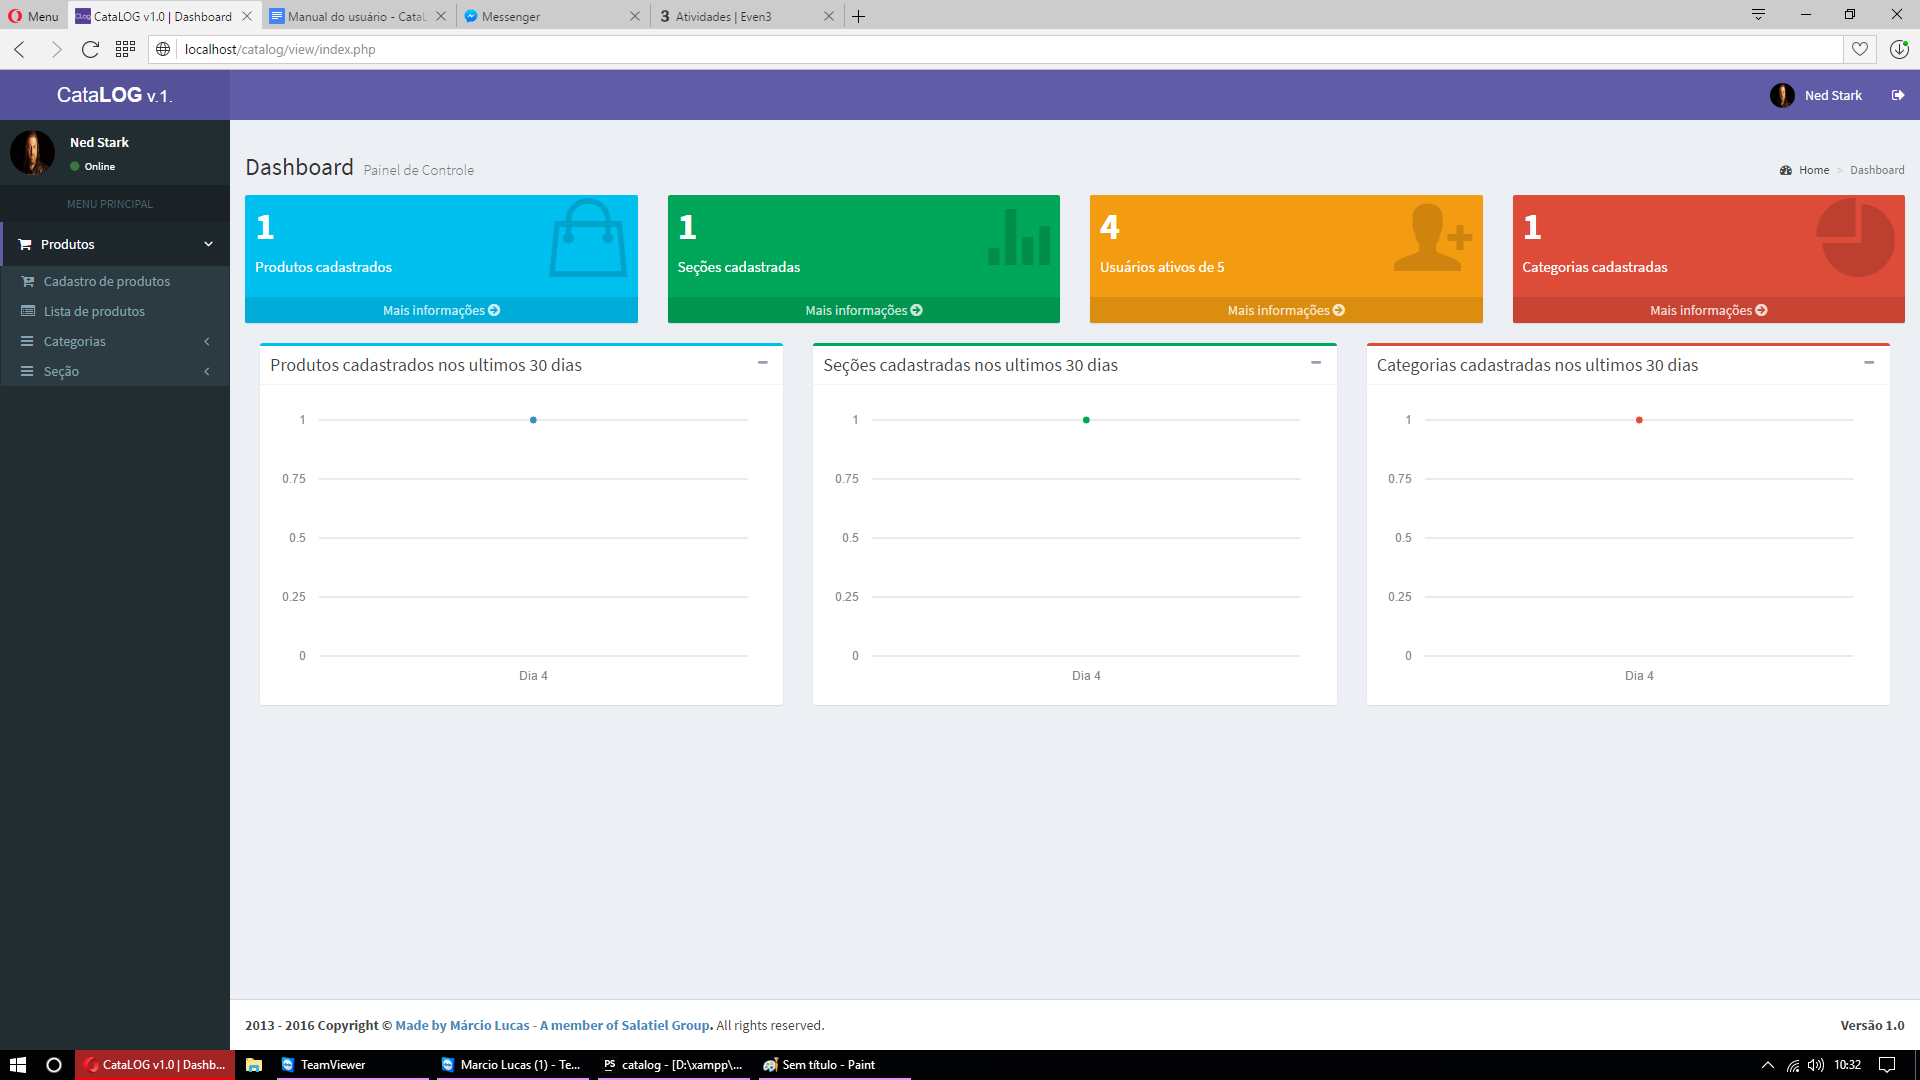 Menu
CataLOG v1.0 | Dashboard
Manual do usuário - CataL
Messenger
3 Atividades | Even3
localhost/catalog/view/index.php
CataLOG v.1.
Ned Stark
Ned Stark
Online
MENU PRINCIPAL
Produtos
Cadastro de produtos
Lista de produtos
Categorias
Seção
Dashboard Painel de Controle
Home > Dashboard
1
Produtos cadastrados
Mais informações
1
Seções cadastradas
Mais informações
4
Usuários ativos de 5
Mais informações
1
Categorias cadastradas
Mais informações
Produtos cadastrados nos ultimos 30 dias
1
0.75
0.5
0.25
0
Dia 4
Seções cadastradas nos ultimos 30 dias
1
0.75
0.5
0.25
0
Dia 4
Categorias cadastradas nos ultimos 30 dias
1
0.75
0.5
0.25
0
Dia 4
2013 - 2016 Copyright © Made by Márcio Lucas - A member of Salatiel Group. All rights reserved.
Versão 1.0
CataLOG v1.0 | Dashb...
TeamViewer
Marcio Lucas (1) - Te...
PS catalog - [D:\xampp\...
Sem título - Paint
10:32